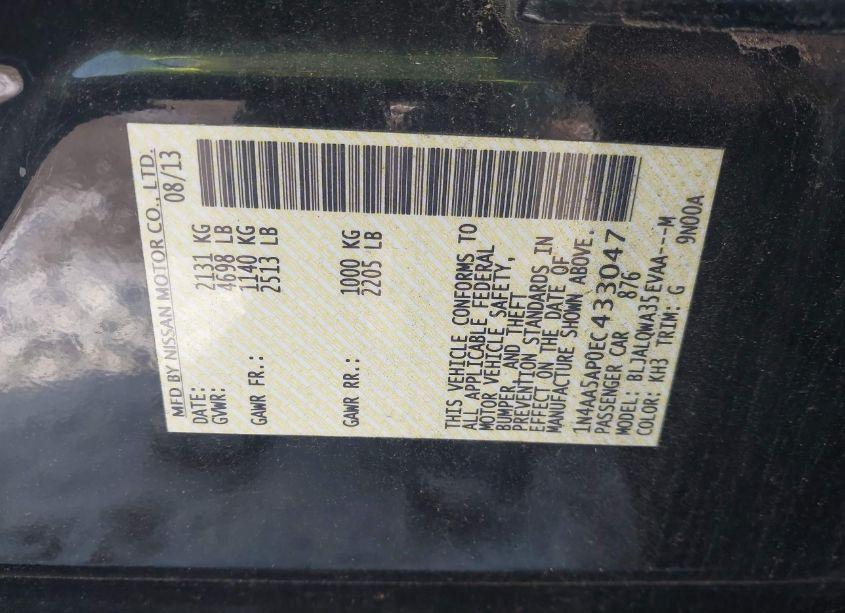 MFD BY NISSAN MOTOR CO., LTD.
DATE: 08/13
GVWR: 2131 KG
4698 LB
GAWR FR.: 1140 KG
2513 LB
GAWR RR.: 1000 KG
2205 LB
THIS VEHICLE CONFORMS TO
ALL APPLICABLE FEDERAL
MOTOR VEHICLE SAFETY,
BUMPER, AND THEFT
PREVENTION STANDARDS IN
EFFECT ON THE DATE OF
MANUFACTURE SHOWN ABOVE.
1N4AA5AP0EC433047
PASSENGER CAR 876
MODEL: BLJALQWA35EVAA---M
COLOR: KH3 TRIM: G 9N00A